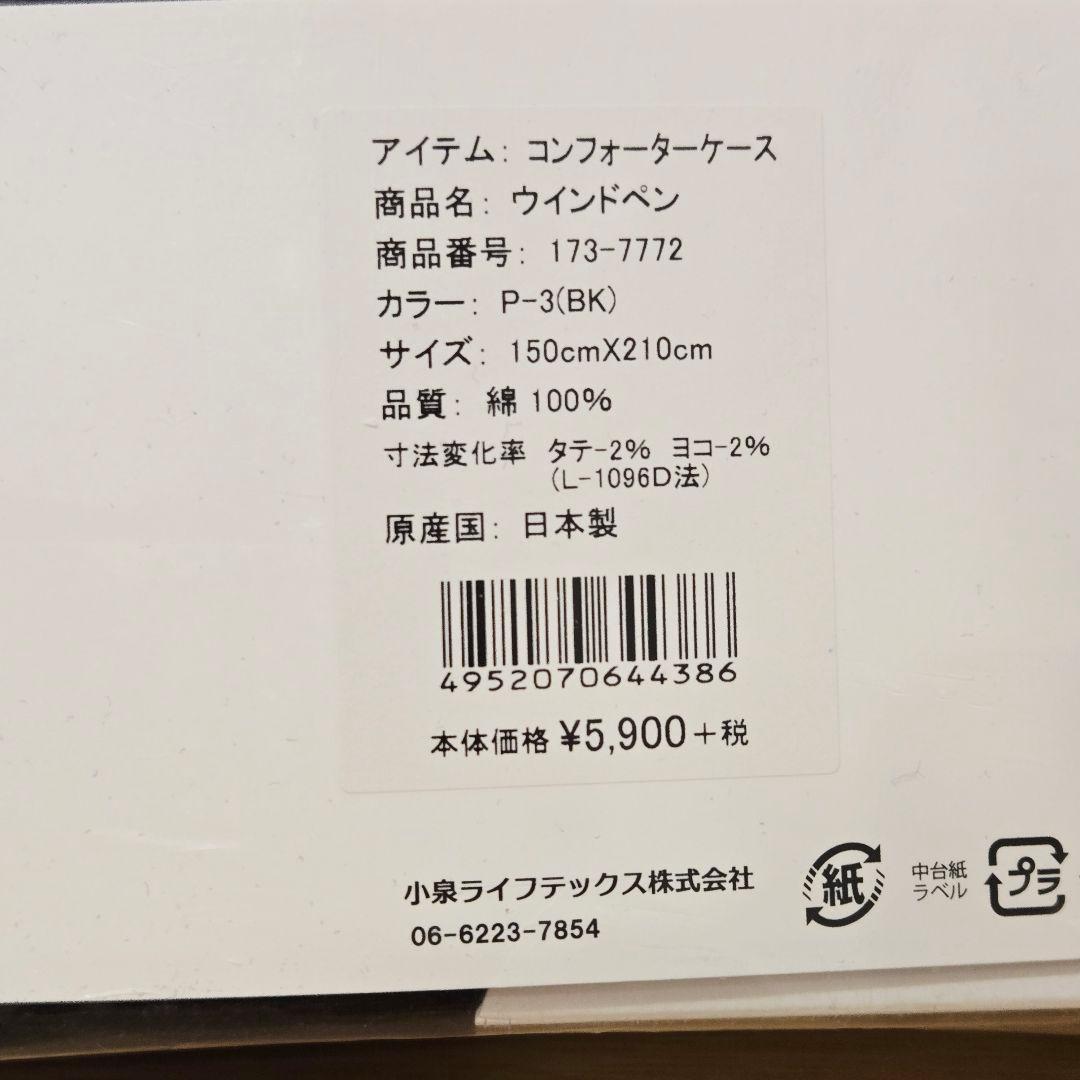 アイテム: コンフォーターケース
商品名: ウインドペン
商品番号: 173-7772
カラー: P-3(BK)
サイズ: 150cmX210cm
品質: 綿 100%
寸法変化率 タテ-2% ヨコ-2%
(L-1096D法)
原産国: 日本製
4952070644386
本体価格 ¥5,900+税
小泉ライフテックス株式会社
06-6223-7854
紙
中台紙
ラベル
プラ